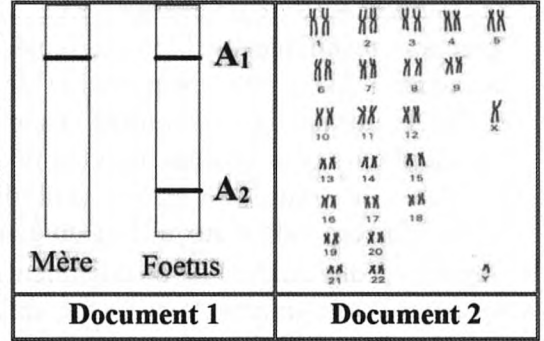 A1
A2
Mère
Foetus
Document 1
2 3 4 5
6 7 8 9
10 11 12 X
13 14 15
16 17 18
19 20
21 22 Y
Document 2